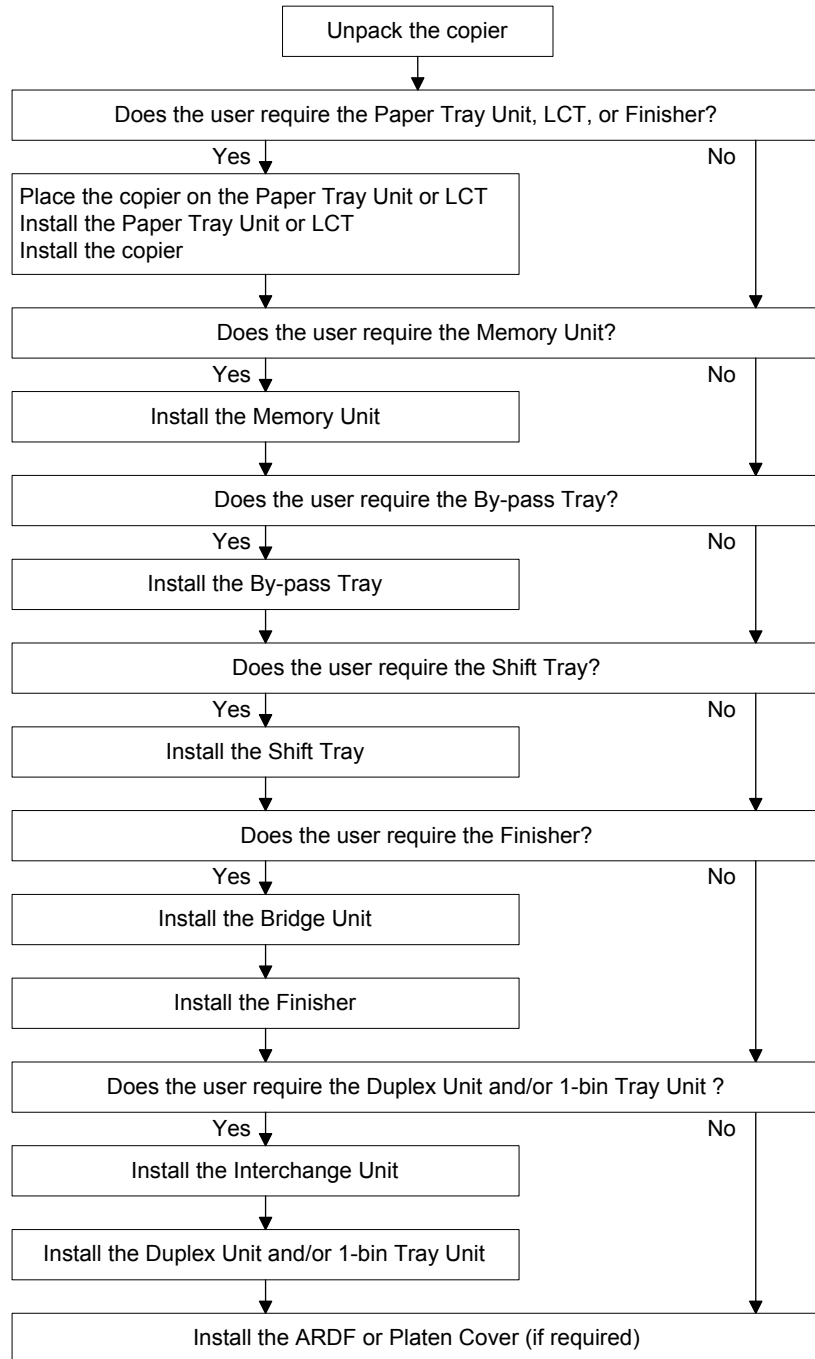 Unpack the copier
Does the user require the Paper Tray Unit, LCT, or Finisher?
Yes
No
Place the copier on the Paper Tray Unit or LCT
Install the Paper Tray Unit or LCT
Install the copier
Does the user require the Memory Unit?
Yes
No
Install the Memory Unit
Does the user require the By-pass Tray?
Yes
No
Install the By-pass Tray
Does the user require the Shift Tray?
Yes
No
Install the Shift Tray
Does the user require the Finisher?
Yes
No
Install the Bridge Unit
Install the Finisher
Does the user require the Duplex Unit and/or 1-bin Tray Unit ?
Yes
No
Install the Interchange Unit
Install the Duplex Unit and/or 1-bin Tray Unit
Install the ARDF or Platen Cover (if required)